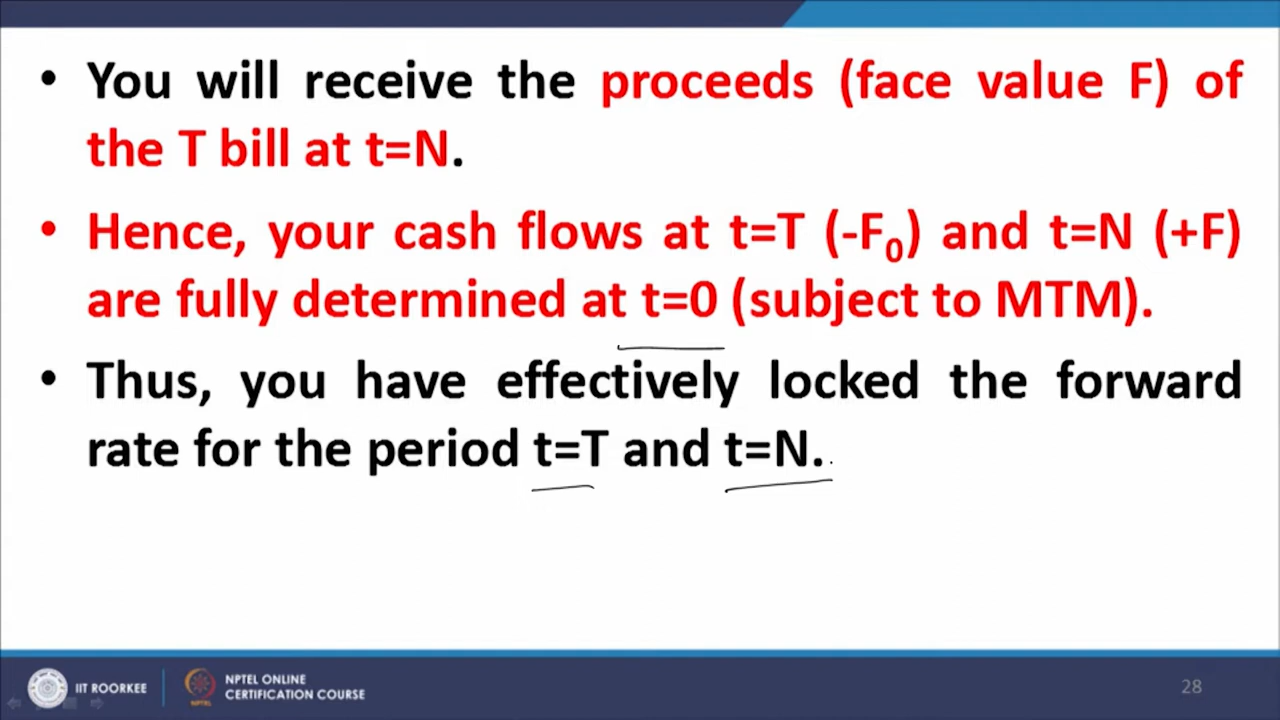 • You will receive the proceeds (face value F) of
the T bill at t=N.
• Hence, your cash flows at t=T (-F₀) and t=N (+F)
are fully determined at t=0 (subject to MTM).
• Thus, you have effectively locked the forward
rate for the period t=T and t=N.
IIT ROORKEE
NPTEL ONLINE
CERTIFICATION COURSE
28